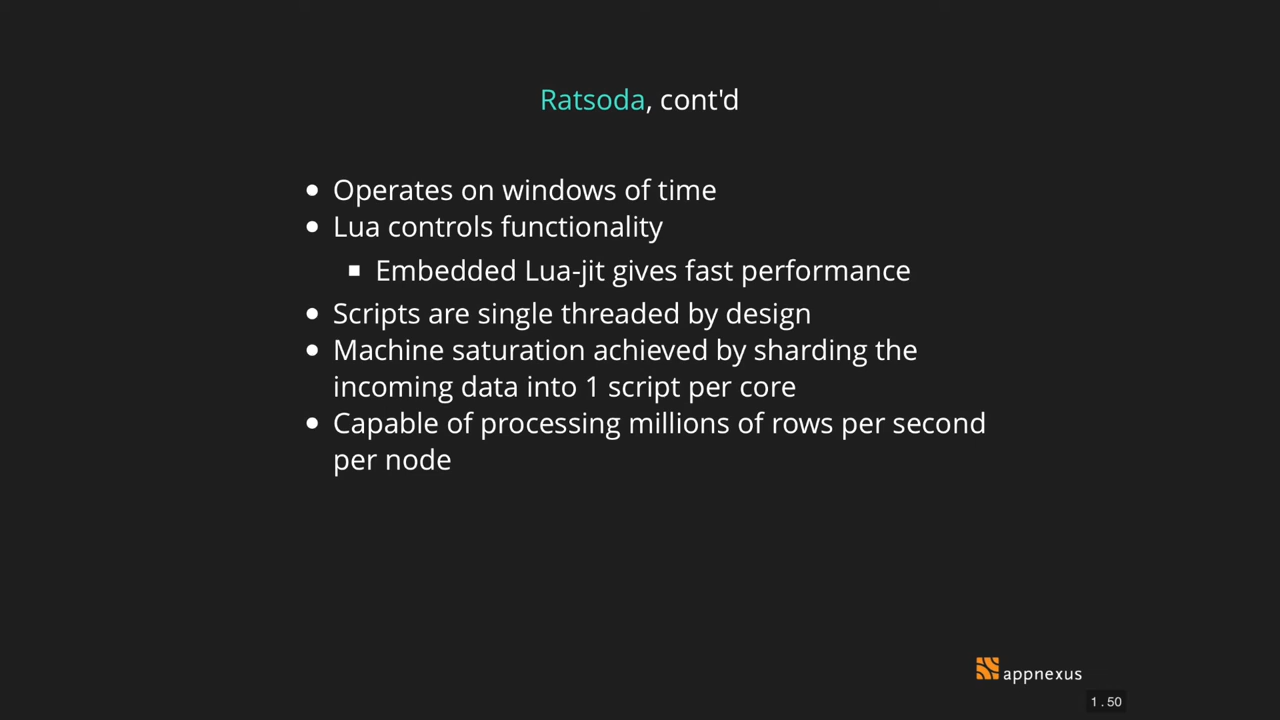 Ratsoda, cont'd
Operates on windows of time
Lua controls functionality
Embedded Lua-jit gives fast performance
Scripts are single threaded by design
Machine saturation achieved by sharding the
incoming data into 1 script per core
Capable of processing millions of rows per second
per node
appnexus
1.50